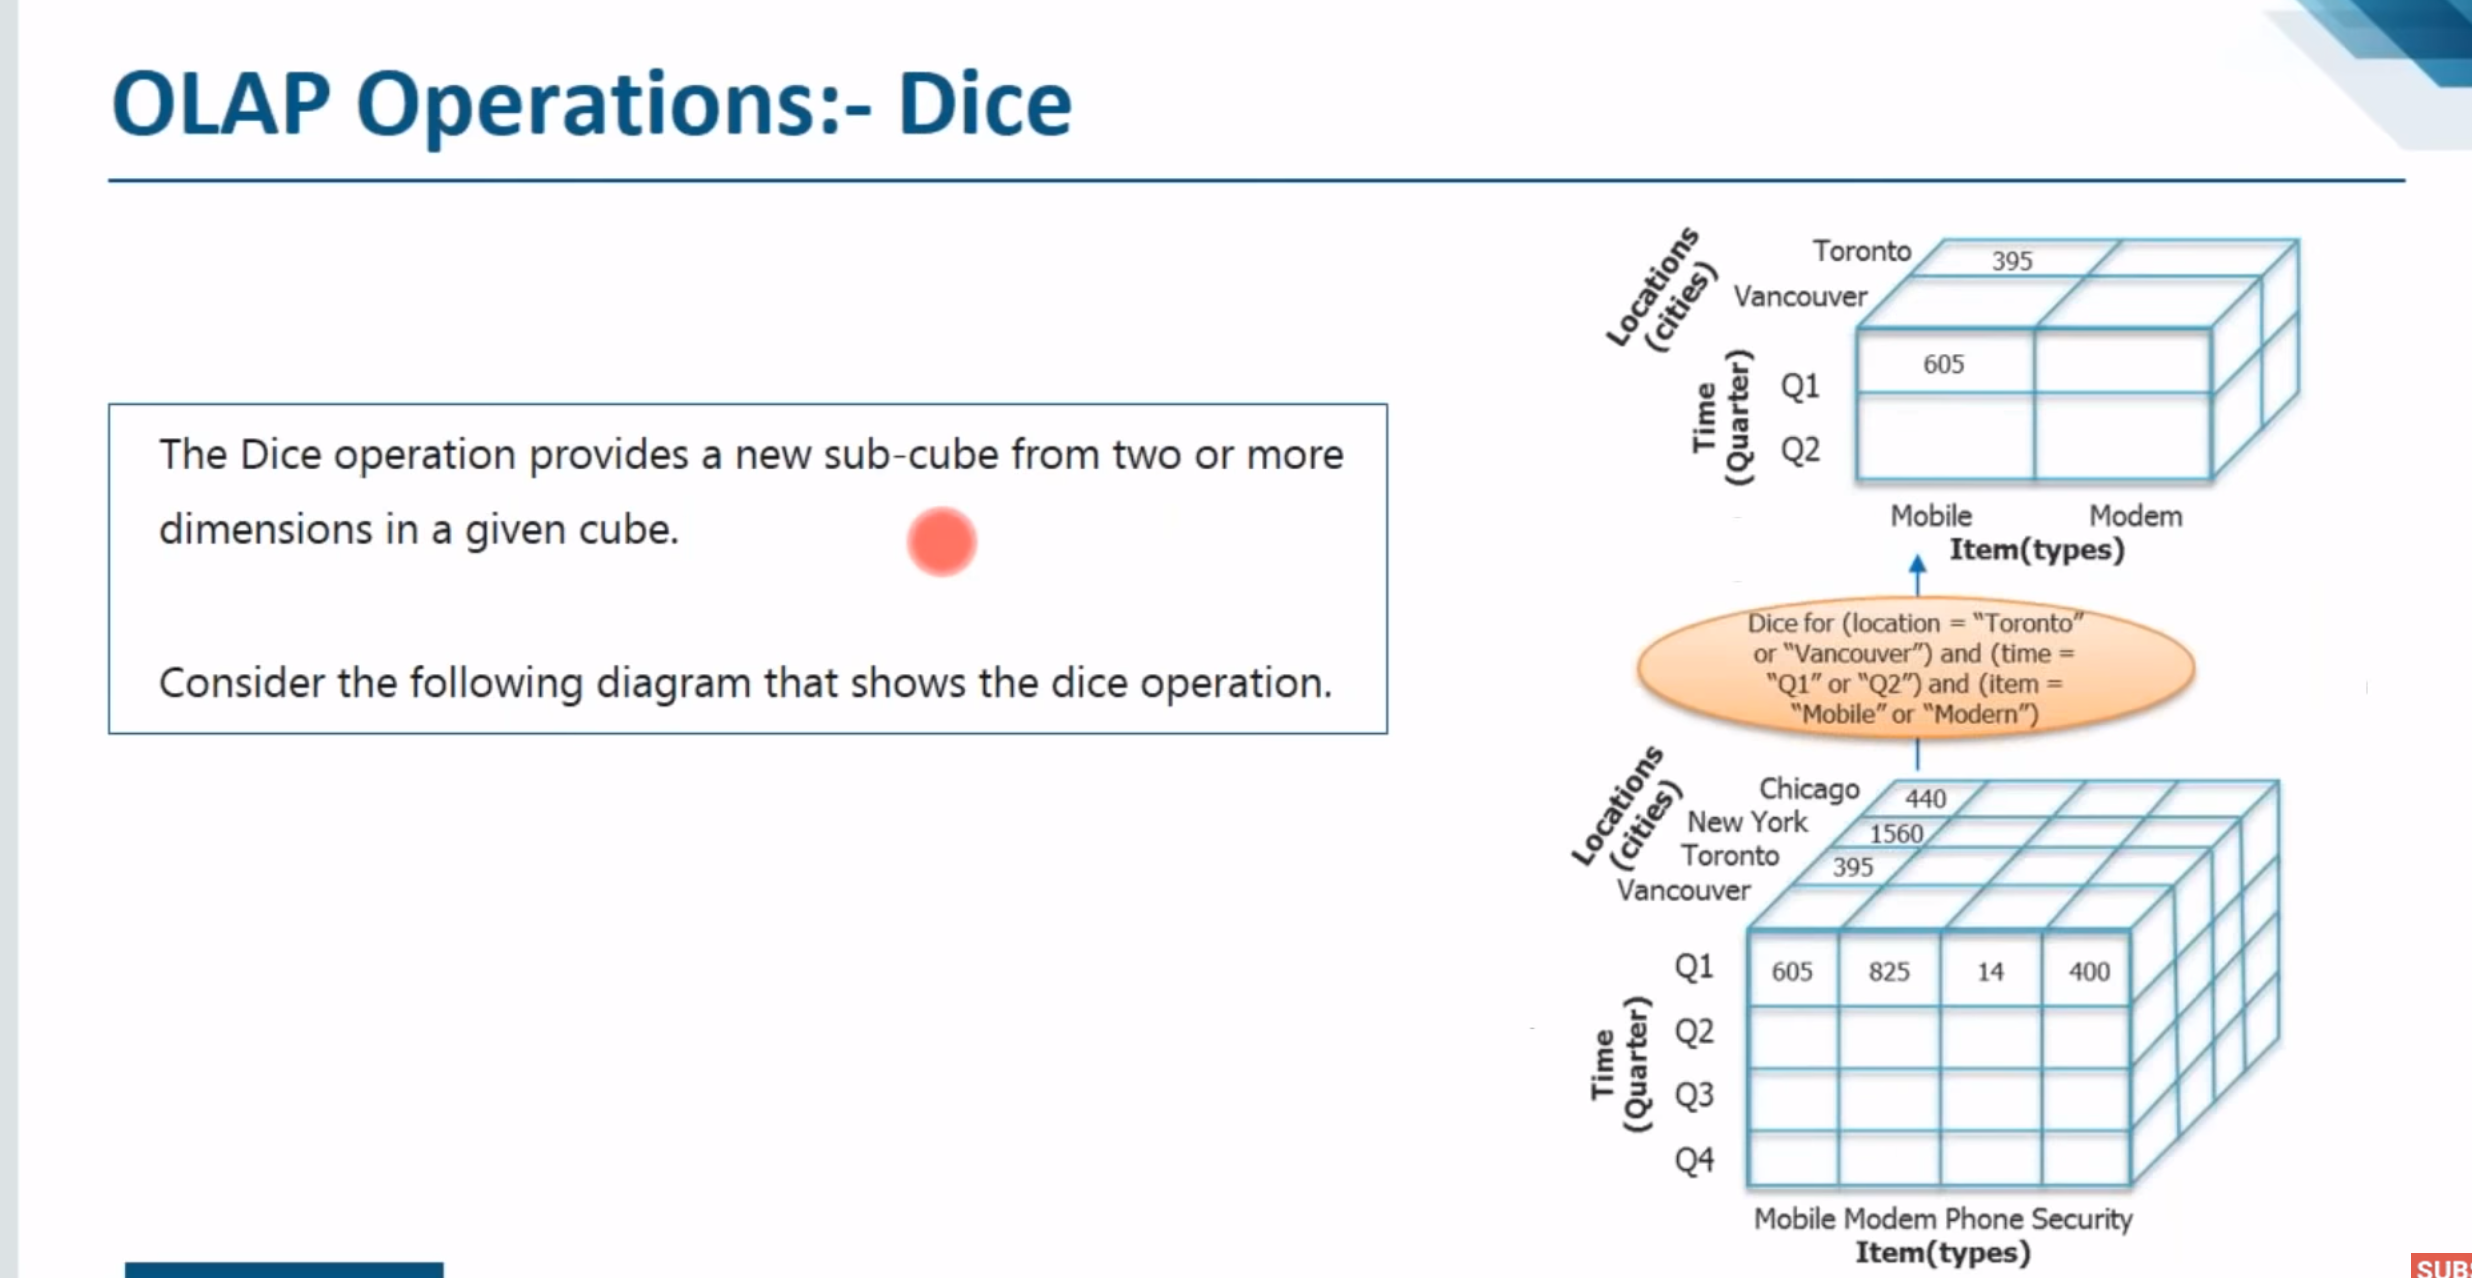 OLAP Operations:- Dice
The Dice operation provides a new sub-cube from two or more
dimensions in a given cube.
Consider the following diagram that shows the dice operation.
Locations
(cities)
Toronto
395
Vancouver
Time
(Quarter)
Q1
605
Q2
Mobile Modem
Item(types)
Dice for (location = "Toronto"
or "Vancouver") and (time =
"Q1" or "Q2") and (item =
"Mobile" or "Modern")
Locations
(cities)
Chicago
440
New York
1560
Toronto
395
Vancouver
Time
(Quarter)
Q1
605 825 14 400
Q2
Q3
Q4
Mobile Modem Phone Security
Item(types)